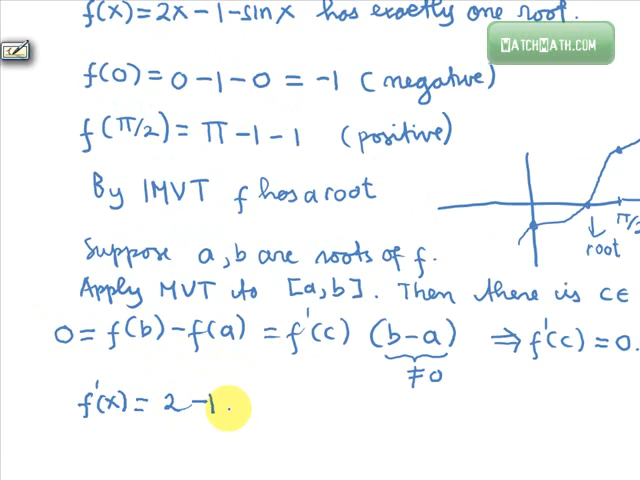 f(x) = 2x - 1 - sin x has exactly one root.
WATCHMATH.COM
f(0) = 0 - 1 - 0 = -1 (negative)
f(π/2) = π - 1 - 1 (positive)
By IMVT f has a root
π/2
root
Suppose a, b are roots of f.
Apply MVT to [a, b]. Then there is c ∈
0 = f(b) - f(a) = f'(c) (b - a) ⇒ f'(c) = 0.
≠ 0
f'(x) = 2 - 1.